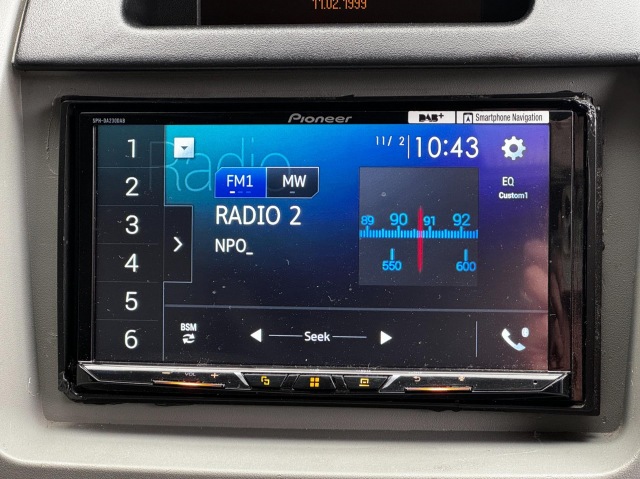 11.02.1999
SPH-DA230DAB
Pioneer
DAB+
Smartphone Navigation
Radio
1
2
3
4
5
6
11/ 2
10:43
FM1
MW
RADIO 2
NPO_
89 90 91 92
550 600
EQ
Custom1
BSM
Seek
VOL